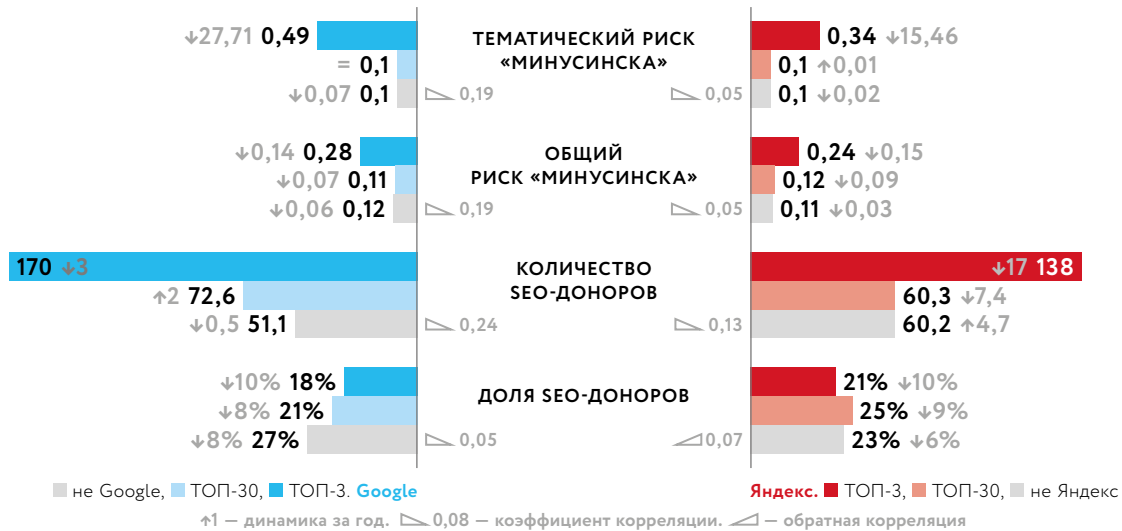 ↓27,71 0,49 ТЕМАТИЧЕСКИЙ РИСК 0,34 ↓15,46
= 0,1 «МИНУСИНСКА» 0,1 ↑0,01
↓0,07 0,1 0,19 0,05 0,1 ↓0,02
↓0,14 0,28 ОБЩИЙ 0,24 ↓0,15
↓0,07 0,11 РИСК «МИНУСИНСКА» 0,12 ↓0,09
↓0,06 0,12 0,19 0,05 0,11 ↓0,03
170 ↓3 КОЛИЧЕСТВО ↓17 138
↑2 72,6 SEO-ДОНОРОВ 60,3 ↓7,4
↓0,5 51,1 0,24 0,13 60,2 ↑4,7
↓10% 18% 21% ↓10%
↓8% 21% ДОЛЯ SEO-ДОНОРОВ 25% ↓9%
↓8% 27% 0,05 0,07 23% ↓6%
не Google, ТОП-30, ТОП-3. Google Яндекс. ТОП-3, ТОП-30, не Яндекс
↑1 — динамика за год. 0,08 — коэффициент корреляции. — обратная корреляция